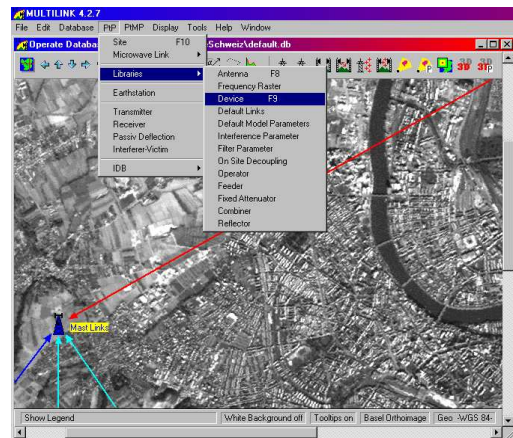 MULTILINK 4.2.7
File Edit Database PtP PtMP Display Tools Help Window
Operate Databa
eSchweiz\default.db
Site F10
Microwave Link
Libraries
Earthstation
Transmitter
Receiver
Passiv Deflection
Interferer-Victim
IDB
Antenna F8
Frequency Raster
Device F9
Default Links
Default Model Parameters
Interference Parameter
Filter Parameter
On Site Decoupling
Operator
Feeder
Fixed Attenuator
Combiner
Reflector
Mast Links
Show Legend White Background off Tooltips on Basel Orthoimage Geo -WGS 84-